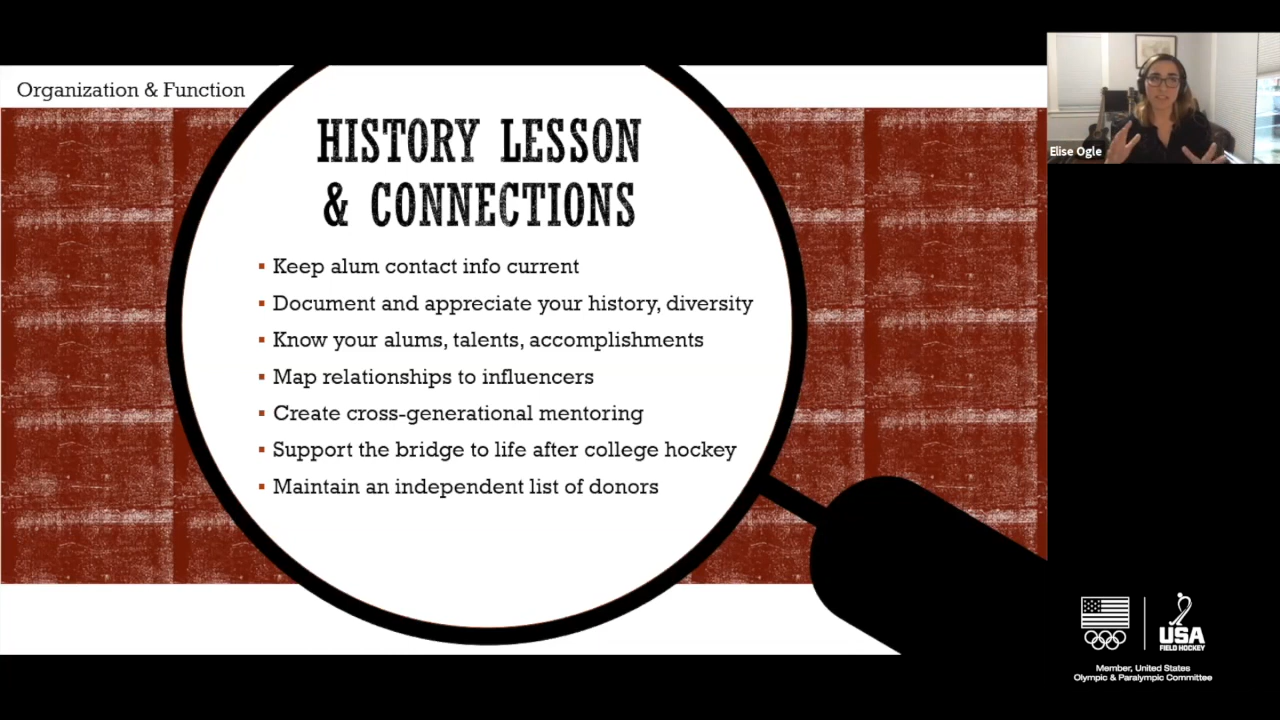 Organization & Function
HISTORY LESSON
& CONNECTIONS
▪ Keep alum contact info current
▪ Document and appreciate your history, diversity
▪ Know your alums, talents, accomplishments
▪ Map relationships to influencers
▪ Create cross-generational mentoring
▪ Support the bridge to life after college hockey
▪ Maintain an independent list of donors
Elise Ogle
USA
FIELD HOCKEY
Member, United States
Olympic & Paralympic Committee